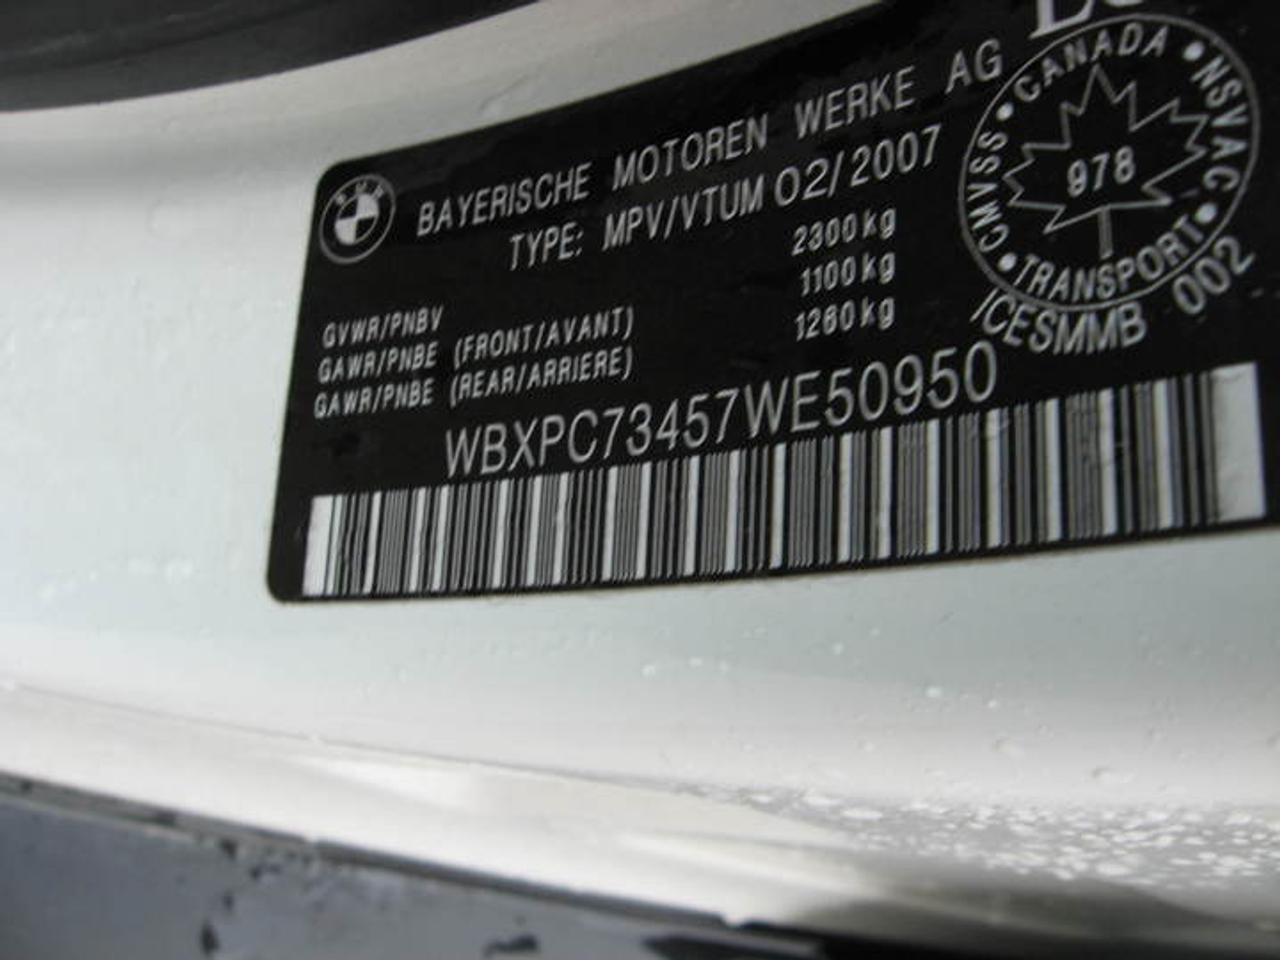 BMW
BAYERISCHE MOTOREN WERKE AG
TYPE: MPV/VTUM 02/2007
GVWR/PNBV 2300kg
GAWR/PNBE (FRONT/AVANT) 1100kg
GAWR/PNBE (REAR/ARRIERE) 1260kg
WBXPC73457WE50950
CANADA • NSVAC • TRANSPORT • CMVSS •
978
ICESMMB 002